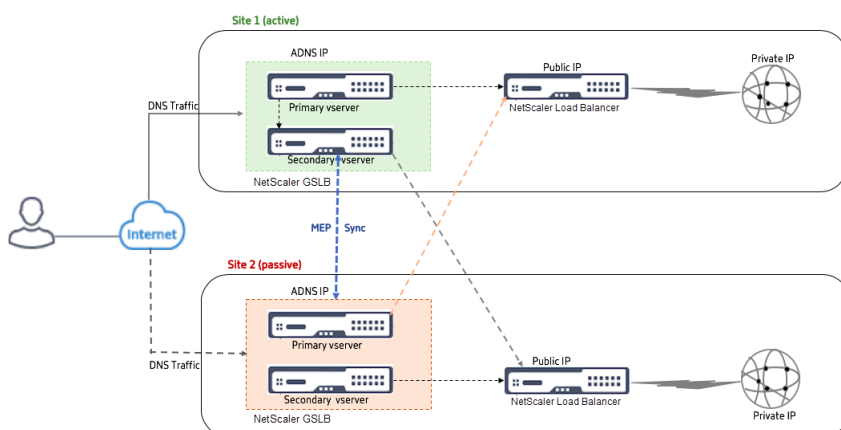 Site 1 (active)
ADNS IP
Public IP
Private IP
DNS Traffic
Primary vserver
NetScaler Load Balancer
Secondary vserver
NetScaler GSLB
Internet
MEP Sync
Site 2 (passive)
ADNS IP
Primary vserver
DNS Traffic
Public IP
Secondary vserver
NetScaler Load Balancer
Private IP
NetScaler GSLB